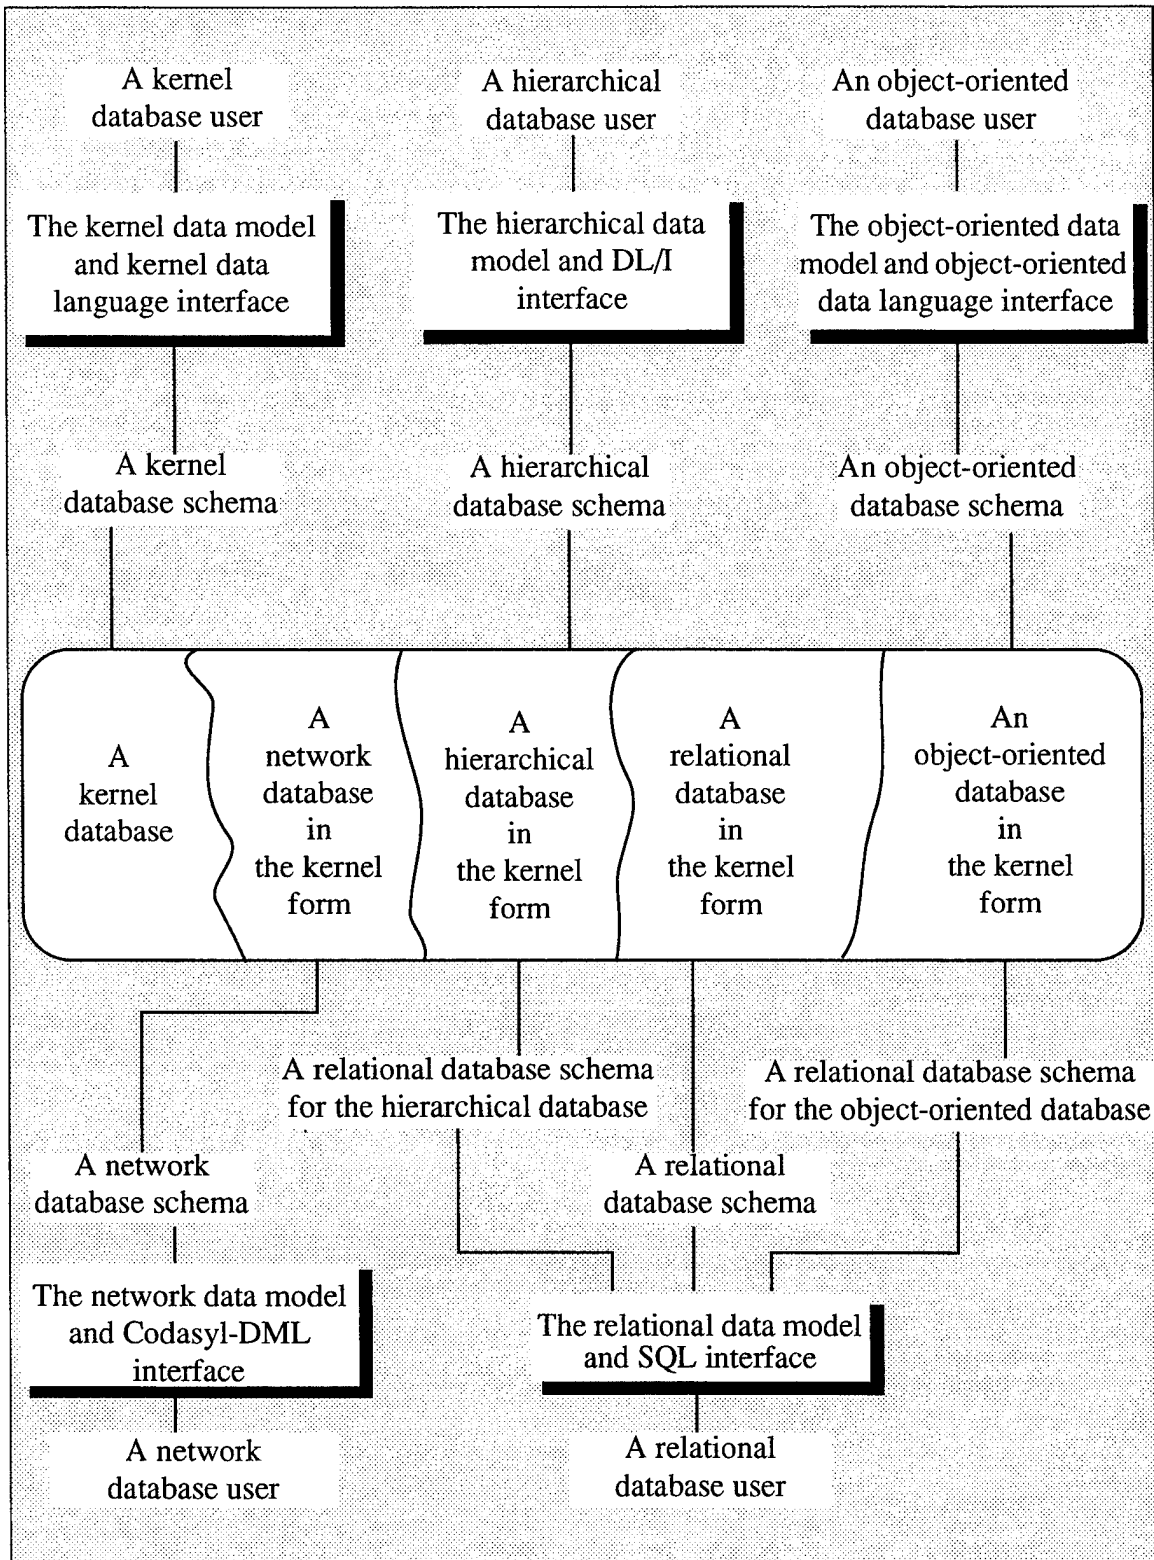 A kernel
database user
A hierarchical
database user
An object-oriented
database user
The kernel data model
and kernel data
language interface
The hierarchical data
model and DL/I
interface
The object-oriented data
model and object-oriented
data language interface
A kernel
database schema
A hierarchical
database schema
An object-oriented
database schema
A
kernel
database
A
network
database
in
the kernel
form
A
hierarchical
database
in
the kernel
form
A
relational
database
in
the kernel
form
An
object-oriented
database
in
the kernel
form
A relational database schema
for the hierarchical database
A relational database schema
for the object-oriented database
A network
database schema
A relational
database schema
The network data model
and Codasyl-DML
interface
The relational data model
and SQL interface
A network
database user
A relational
database user